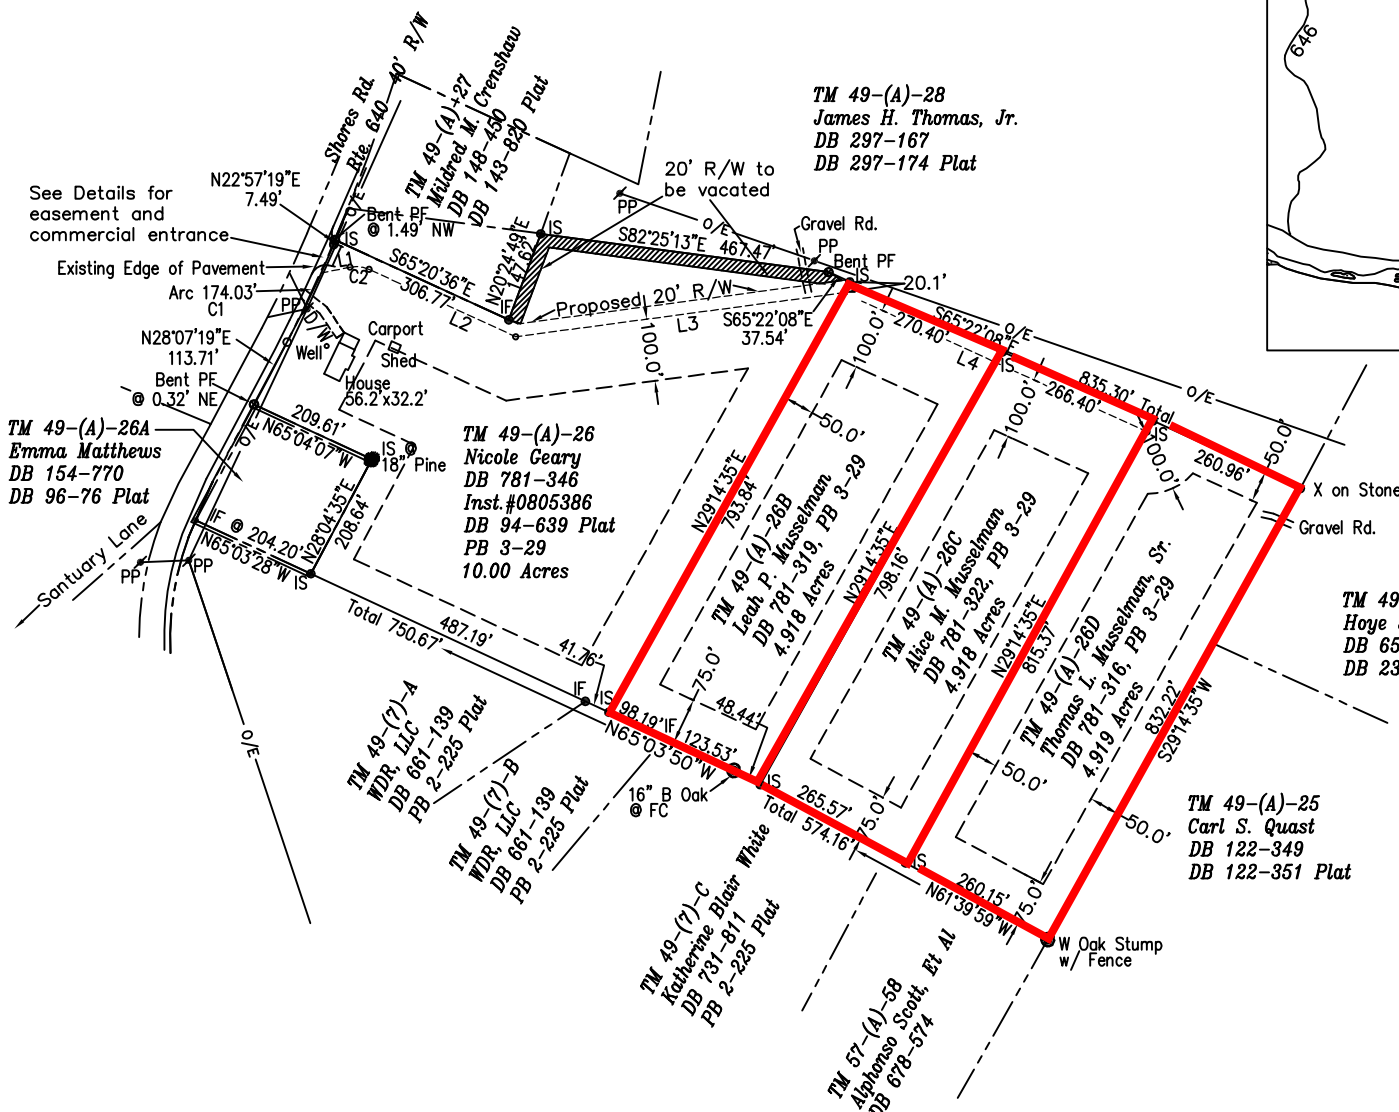 646
Shores Rd.
Rte. 640 40' R/W
TM 49-(A)-27
Mildred M. Crenshaw
DB 148-450
DB 143-820 Plat
TM 49-(A)-28
James H. Thomas, Jr.
DB 297-167
DB 297-174 Plat
20' R/W to
be vacated
N22°57'19"E
7.49'
See Details for
easement and
commercial entrance
O/E
Bent PF
@ 1.49' NW
IS
PP
O/E
Gravel Rd.
PP
Bent PF
IS
IS
S82°25'13"E 467.47'
N20°24'49"E
147.62'
Existing Edge of Pavement
L1
C2
S65°20'36"E
306.77'
L2
IF
Proposed 20' R/W
L3
100.0'
20.1'
S65°22'08"E
37.54'
Arc 174.03'
C1
PP
D/W
Well
Carport
Shed
House
56.2'x32.2'
N28°07'19"E
113.71'
Bent PF
@ 0.32' NE
S65°22'08"E
270.40'
L4
O/E
IS
835.30' Total
266.40'
O/E
IS
260.96'
50.0'
X on Stone
Gravel Rd.
100.0'
100.0'
100.0'
50.0'
209.61'
N65°04'07"W
IS @
18" Pine
O/E
TM 49-(A)-26A
Emma Matthews
DB 154-770
DB 96-76 Plat
TM 49-(A)-26
Nicole Geary
DB 781-346
Inst.#0805386
DB 94-639 Plat
PB 3-29
10.00 Acres
N28°04'35"E
208.64'
IF @ 204.20'
N65°03'28"W
IS
Santuary Lane
PP
PP
N29°14'35"E
793.84'
TM 49-(A)-26B
Leah P. Musselman
DB 781-319, PB 3-29
4.918 Acres
N29°14'35"E
798.16'
TM 49-(A)-26C
Alice M. Musselman
DB 781-322, PB 3-29
4.918 Acres
N29°14'35"E
815.37'
TM 49-(A)-26D
Thomas L. Musselman, Sr.
DB 781-316, PB 3-29
4.919 Acres
832.22'
S29°14'35"W
TM 49
Hoye
DB 65
DB 23
487.19'
Total 750.67'
41.76'
IF
IS
75.0'
48.44'
98.19'
IF
123.53'
N65°03'50"W
IS
16" B Oak
@ FC
265.57'
Total 574.16'
75.0'
IS
50.0'
50.0'
260.15'
N61°39'59"W
75.0'
W Oak Stump
w/ Fence
O/E
TM 49-(7)-A
WDR, LLC
DB 661-139
PB 2-225 Plat
TM 49-(7)-B
WDR, LLC
DB 661-139
PB 2-225 Plat
TM 49-(7)-C
Katherine Blair White
DB 731-811
PB 2-225 Plat
TM 49-(A)-25
Carl S. Quast
DB 122-349
DB 122-351 Plat
TM 57-(A)-58
Alphonso Scott, Et Al
DB 678-574